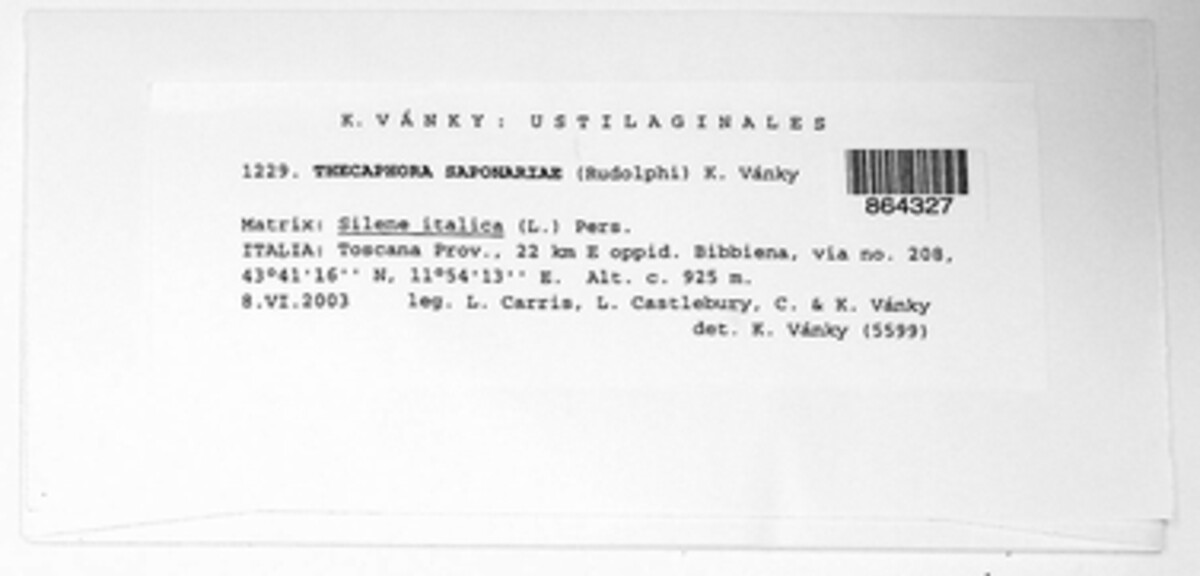 K. VÁNKY: USTILAGINALES
1229. THECAPHORA SAPONARIAE (Rudolphi) K. Vánky
864327
Matrix: Silene italica (L.) Pers.
ITALIA: Toscana Prov., 22 km E oppid. Bibbiena, via no. 208,
43°41'16'' N, 11°54'13'' E. Alt. c. 925 m.
8.VI.2003 leg. L. Carris, L. Castlebury, C. & K. Vánky
det. K. Vánky (5599)